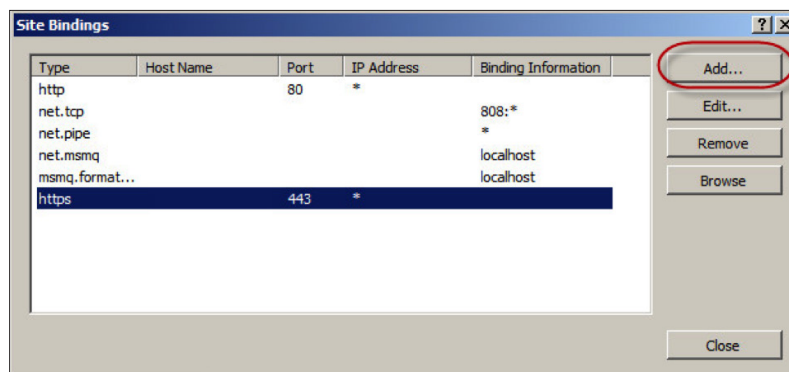 Site Bindings
Type Host Name Port IP Address Binding Information
http 80 *
net.tcp 808:*
net.pipe *
net.msmq localhost
msmq.format... localhost
https 443 *
Add...
Edit...
Remove
Browse
Close